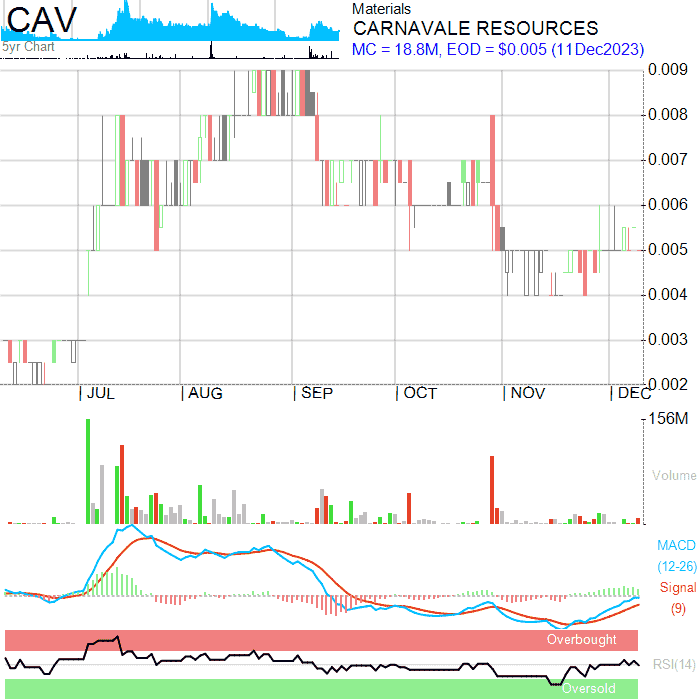 CAV
5yr Chart
Materials
CARNAVALE RESOURCES
MC = 18.8M, EOD = $0.005 (11Dec2023)
0.009
0.008
0.007
0.006
0.005
0.004
0.003
0.002
JUL AUG SEP OCT NOV DEC
156M
Volume
MACD
(12-26)
Signal
(9)
Overbought
RSI(14)
Oversold